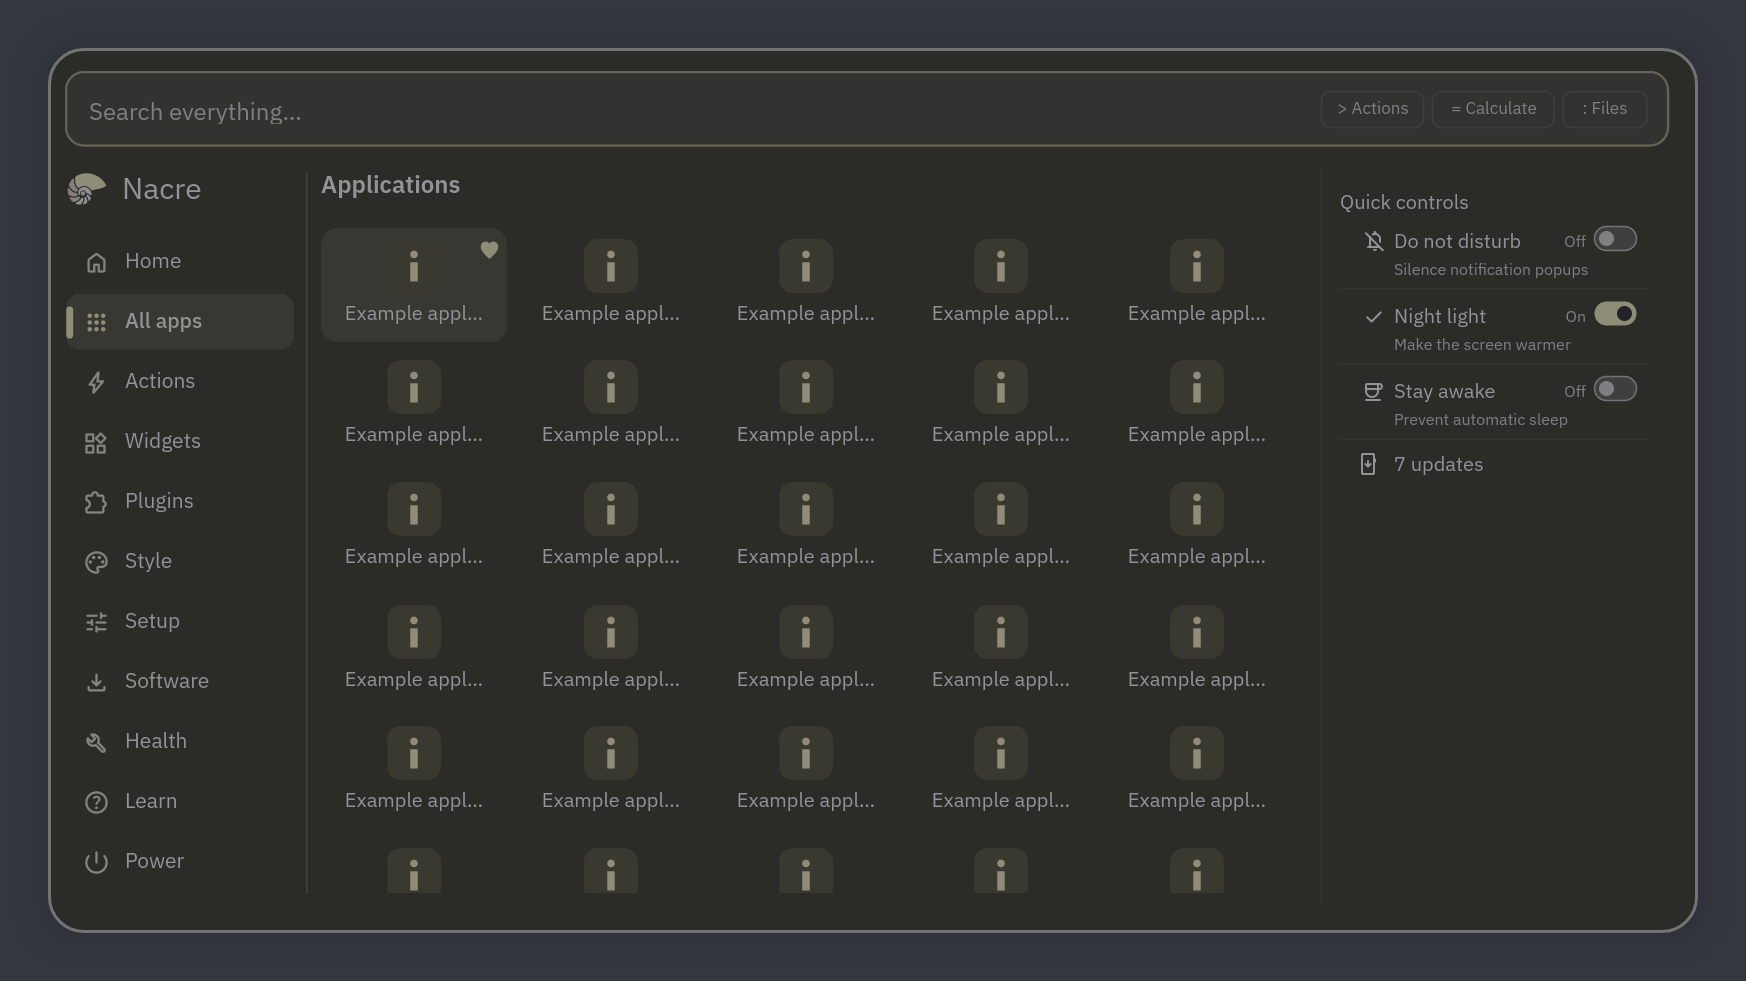 Search everything...
> Actions
= Calculate
: Files
Nacre
Home
All apps
Actions
Widgets
Plugins
Style
Setup
Software
Health
Learn
Power
Applications
Example appl... Example appl... Example appl... Example appl... Example appl...
Example appl... Example appl... Example appl... Example appl... Example appl...
Example appl... Example appl... Example appl... Example appl... Example appl...
Example appl... Example appl... Example appl... Example appl... Example appl...
Example appl... Example appl... Example appl... Example appl... Example appl...
Quick controls
Do not disturb Off
Silence notification popups
Night light On
Make the screen warmer
Stay awake Off
Prevent automatic sleep
7 updates